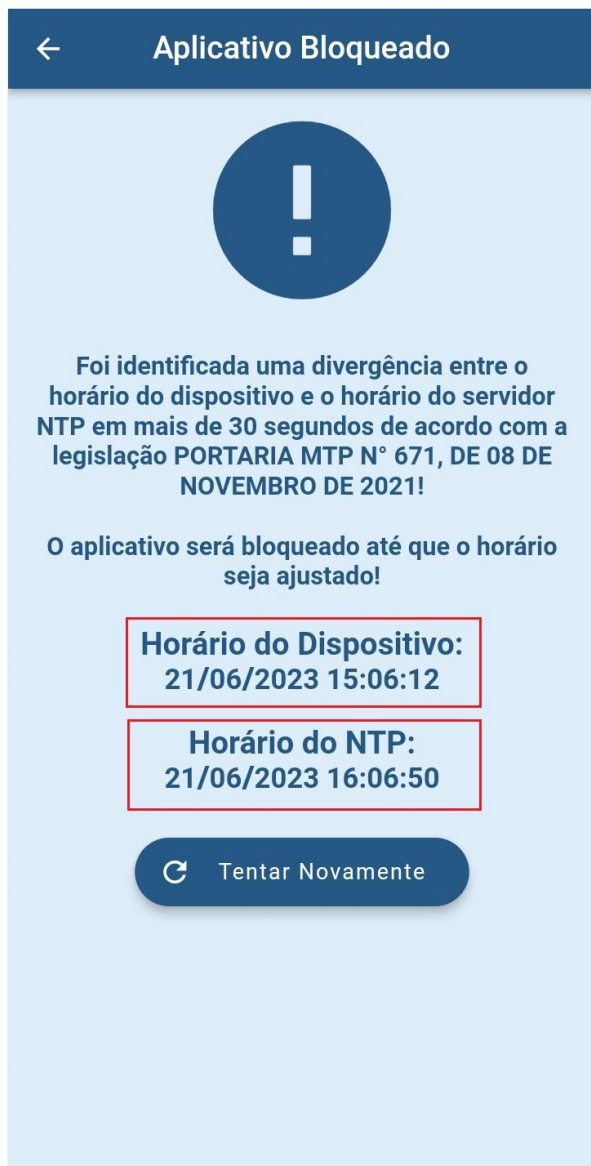 Aplicativo Bloqueado
Foi identificada uma divergência entre o
horário do dispositivo e o horário do servidor
NTP em mais de 30 segundos de acordo com a
legislação PORTARIA MTP N° 671, DE 08 DE
NOVEMBRO DE 2021!
O aplicativo será bloqueado até que o horário
seja ajustado!
Horário do Dispositivo:
21/06/2023 15:06:12
Horário do NTP:
21/06/2023 16:06:50
Tentar Novamente